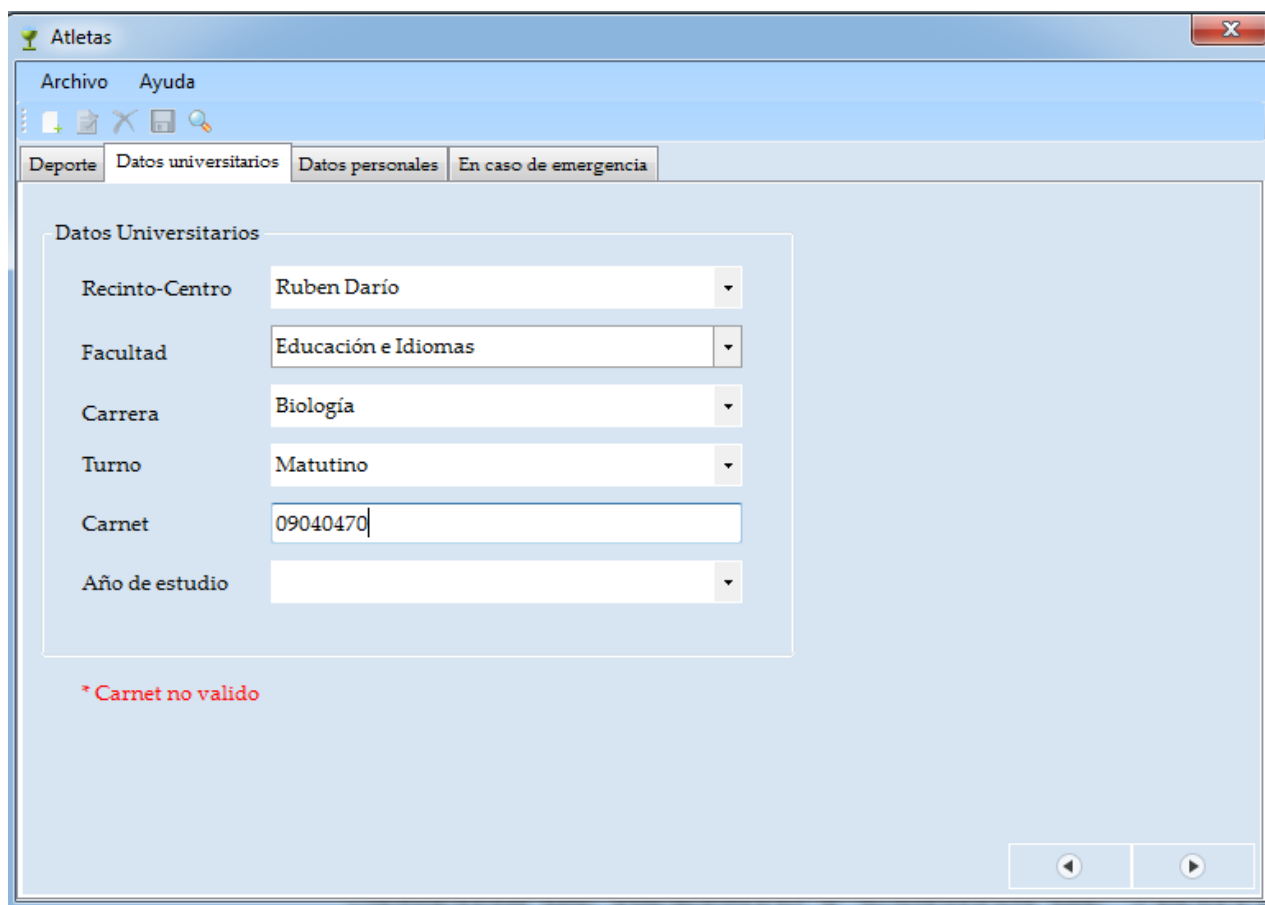 Atletas
Archivo Ayuda
Deporte Datos universitarios Datos personales En caso de emergencia
Datos Universitarios
Recinto-Centro Ruben Darío
Facultad Educación e Idiomas
Carrera Biología
Turno Matutino
Carnet 09040470
Año de estudio
* Carnet no valido